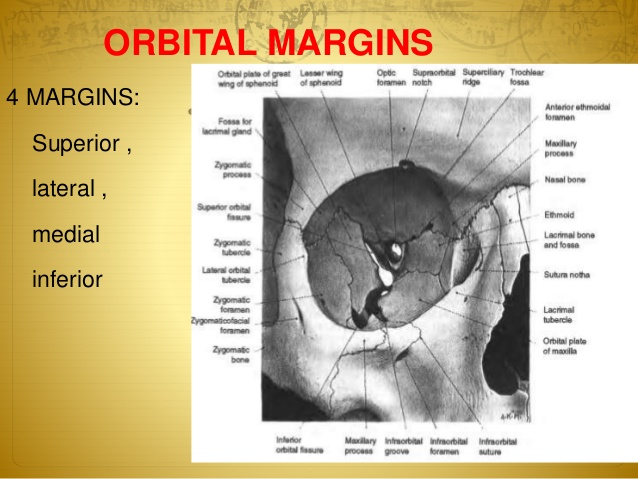 ORBITAL MARGINS
4 MARGINS:
Superior ,
lateral ,
medial
inferior
Orbital plate of great
wing of sphenoid
Lesser wing
of sphenoid
Optic
foramen
Supraorbital
notch
Superciliary
ridge
Trochlear
fossa
Fossa for
lacrimal gland
Zygomatic
process
Superior orbital
fissure
Zygomatic
tubercle
Lateral orbital
tubercle
Zygomatic
foramen
Zygomaticofacial
foramen
Zygomatic
bone
Anterior ethmoidal
foramen
Maxillary
process
Nasal bone
Ethmoid
Lacrimal bone
and fossa
Sutura notha
Lacrimal
tubercle
Orbital plate
of maxilla
Inferior
orbital fissure
Maxillary
process
Infraorbital
groove
Infraorbital
foramen
Infraorbital
suture